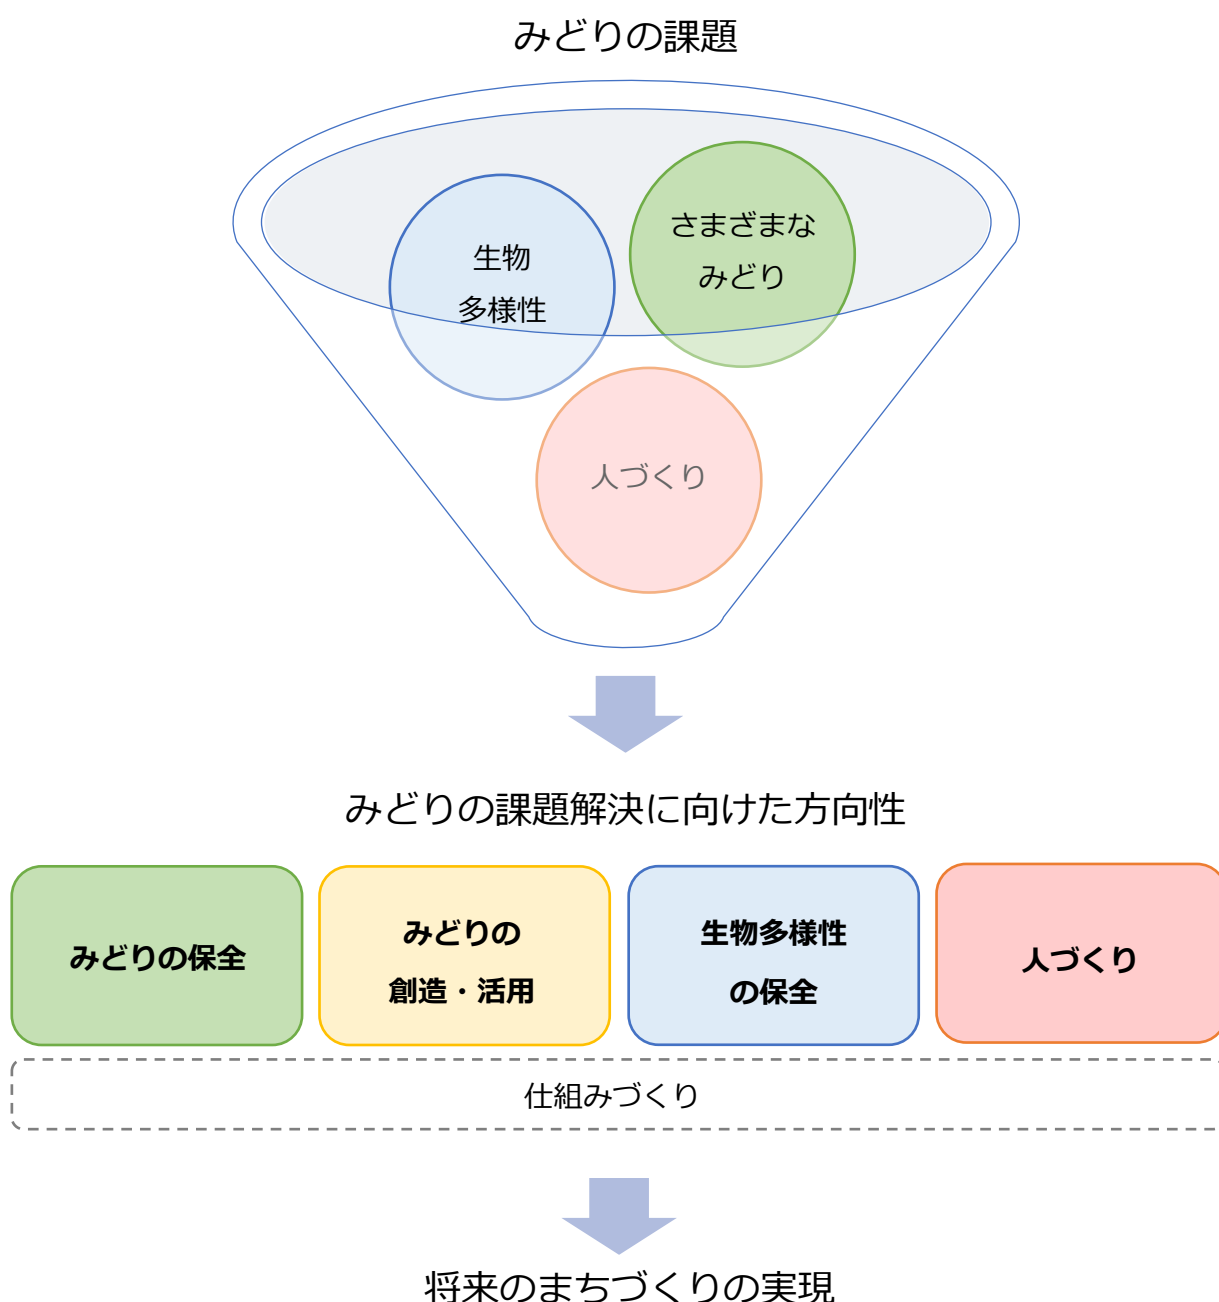 みどりの課題
生物
多様性
さまざまな
みどり
人づくり
みどりの課題解決に向けた方向性
みどりの保全
みどりの
創造・活用
生物多様性
の保全
人づくり
仕組みづくり
将来のまちづくりの実現